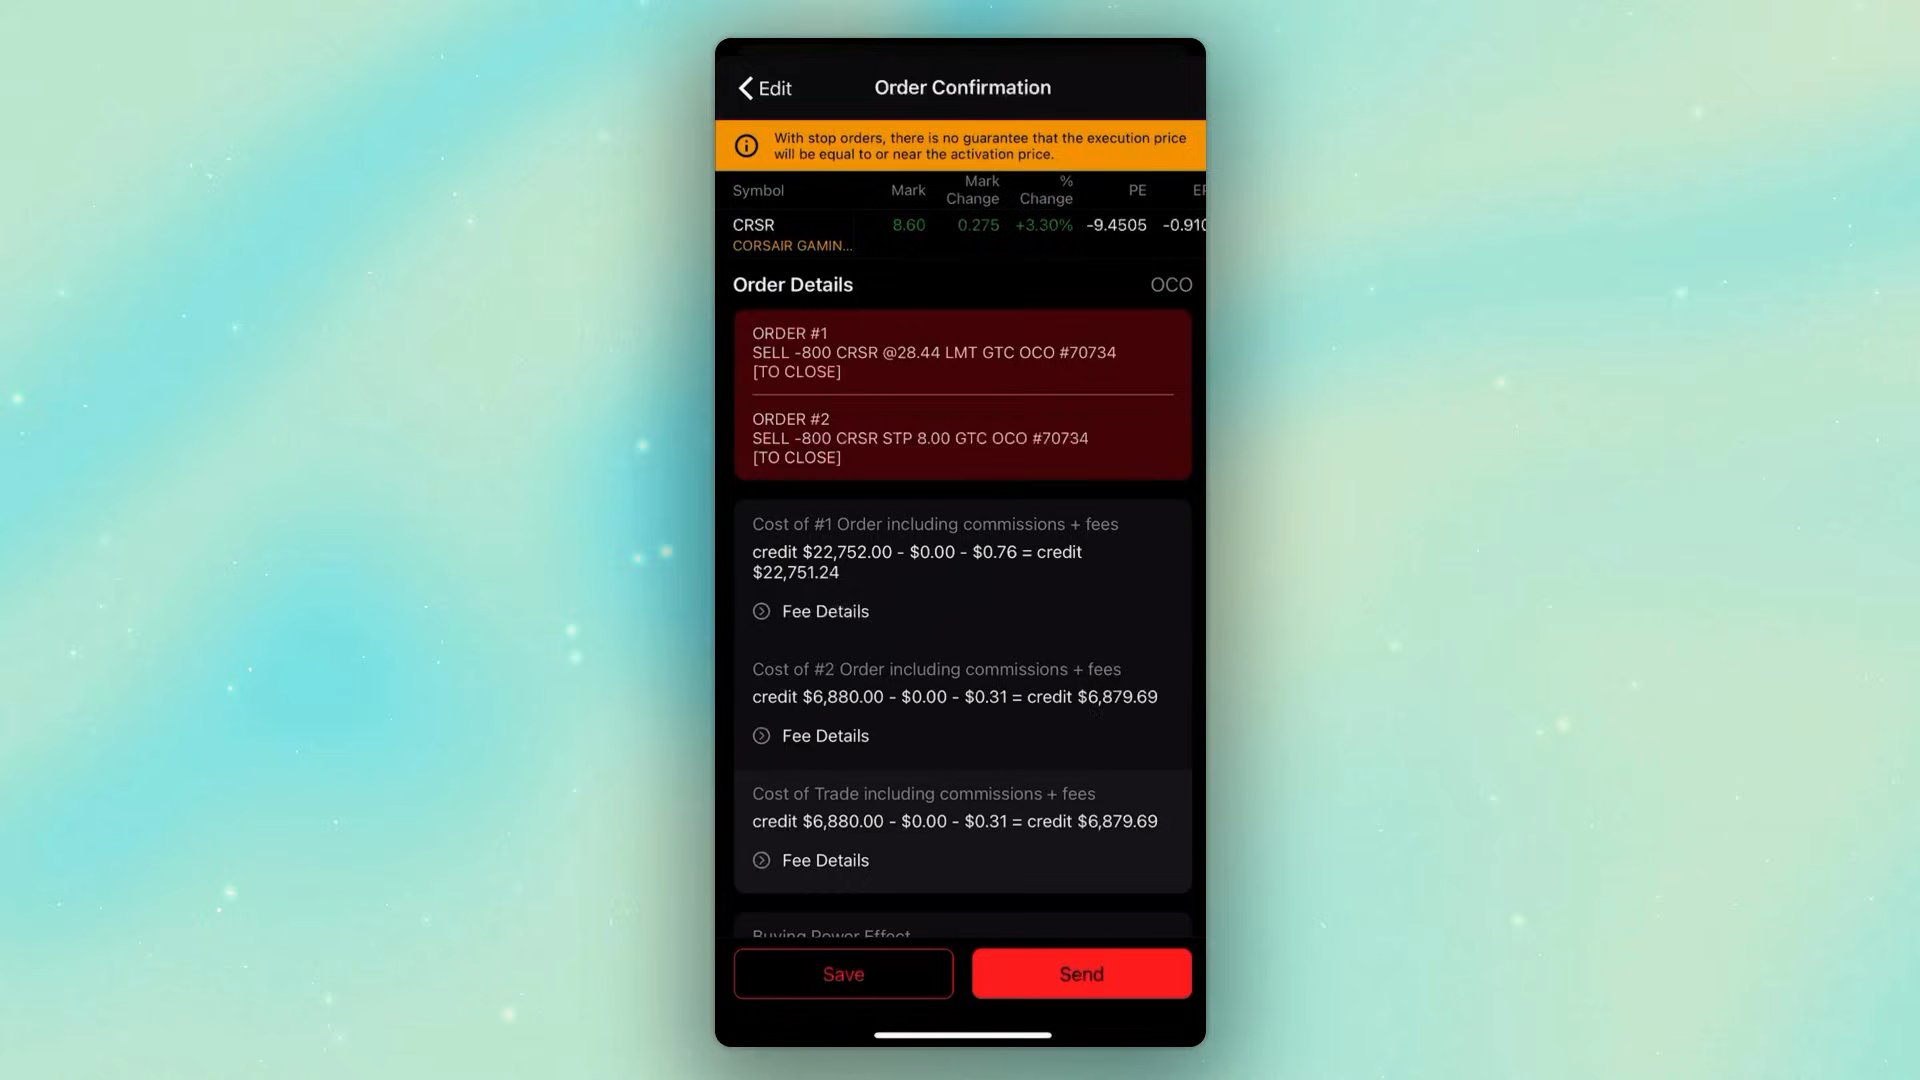 Edit
Order Confirmation
With stop orders, there is no guarantee that the execution price
will be equal to or near the activation price.
Symbol Mark Mark Change % Change PE
CRSR 8.60 0.275 +3.30% -9.4505 -0.910
CORSAIR GAMIN...
Order Details OCO
ORDER #1
SELL -800 CRSR @28.44 LMT GTC OCO #70734
[TO CLOSE]
ORDER #2
SELL -800 CRSR STP 8.00 GTC OCO #70734
[TO CLOSE]
Cost of #1 Order including commissions + fees
credit $22,752.00 - $0.00 - $0.76 = credit
$22,751.24
Fee Details
Cost of #2 Order including commissions + fees
credit $6,880.00 - $0.00 - $0.31 = credit $6,879.69
Fee Details
Cost of Trade including commissions + fees
credit $6,880.00 - $0.00 - $0.31 = credit $6,879.69
Fee Details
Buying Power Effect
Save
Send